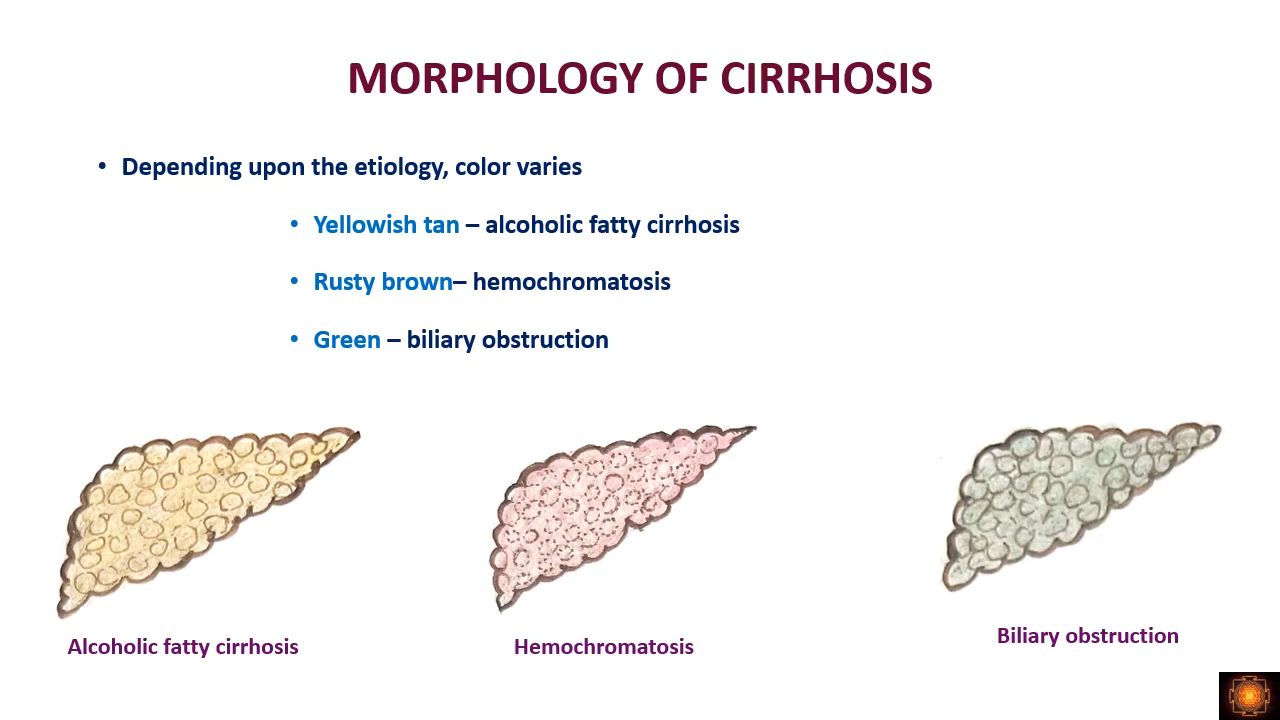 MORPHOLOGY OF CIRRHOSIS
• Depending upon the etiology, color varies
• Yellowish tan – alcoholic fatty cirrhosis
• Rusty brown– hemochromatosis
• Green – biliary obstruction
Alcoholic fatty cirrhosis
Hemochromatosis
Biliary obstruction